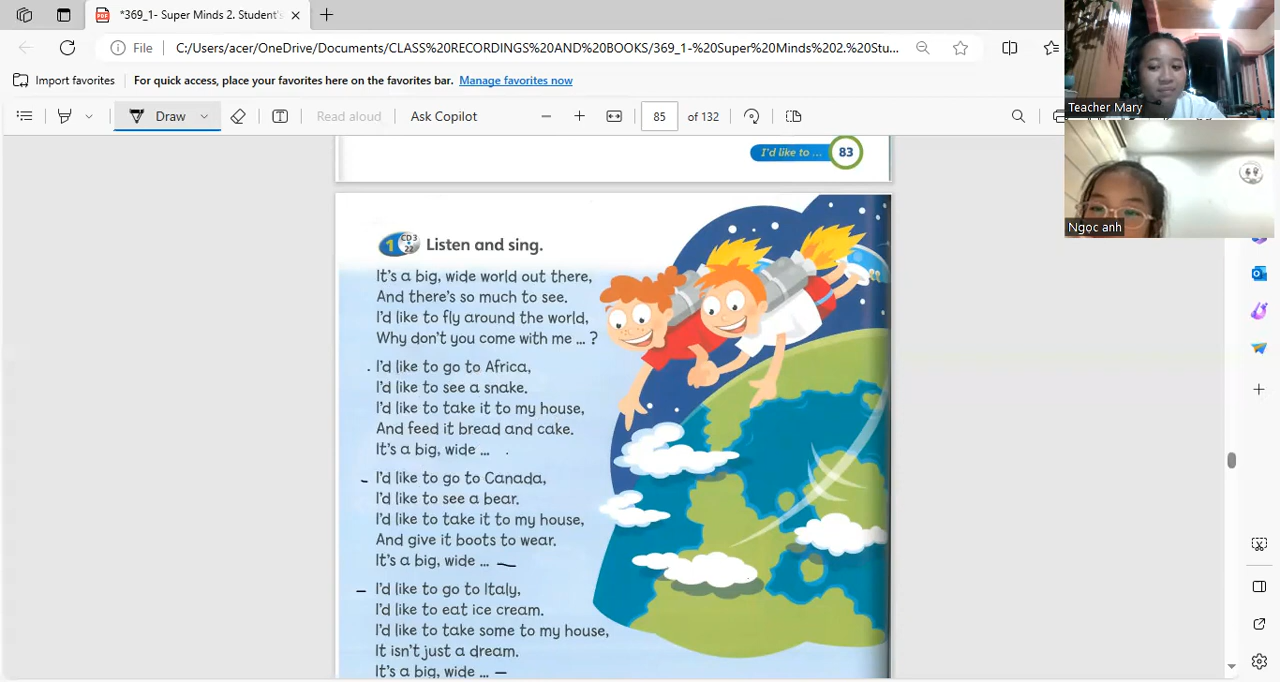 *369_1- Super Minds 2. Student's
File
C:/Users/acer/OneDrive/Documents/CLASS%20RECORDINGS%20AND%20BOOKS/369_1-%20Super%20Minds%202.%20Stu...
Import favorites
For quick access, place your favorites here on the favorites bar. Manage favorites now
Draw
Read aloud
Ask Copilot
85 of 132
Teacher Mary
Ngọc anh
I'd like to ... 83
1 CD3 22 Listen and sing.
It's a big, wide world out there,
And there's so much to see.
I'd like to fly around the world,
Why don't you come with me ... ?
I'd like to go to Africa,
I'd like to see a snake.
I'd like to take it to my house,
And feed it bread and cake.
It's a big, wide ...
I'd like to go to Canada,
I'd like to see a bear.
I'd like to take it to my house,
And give it boots to wear.
It's a big, wide ...
I'd like to go to Italy,
I'd like to eat ice cream.
I'd like to take some to my house,
It isn't just a dream.
It's a big, wide ...